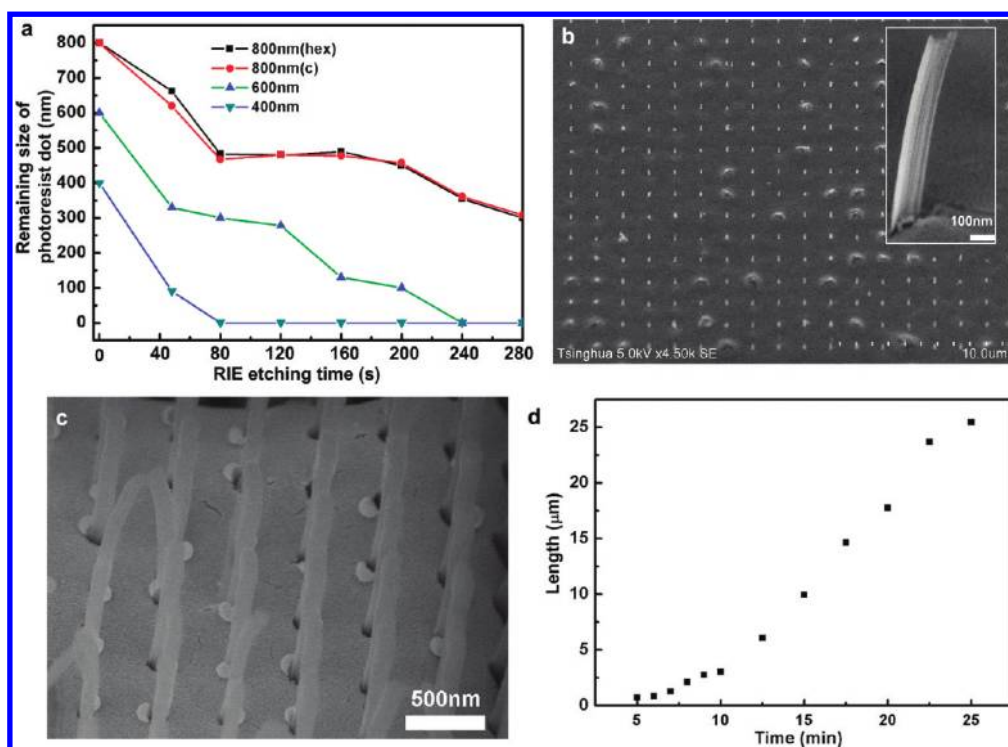 a
800nm(hex)
800nm(c)
600nm
400nm
Remaining size of
photoresist dot (nm)
800
700
600
500
400
300
200
100
0
0 40 80 120 160 200 240 280
RIE etching time (s)
b
100nm
Tsinghua 5.0kV x4.50k SE 10.0um
c
500nm
d
Length (μm)
25
20
15
10
5
0
5 10 15 20 25
Time (min)